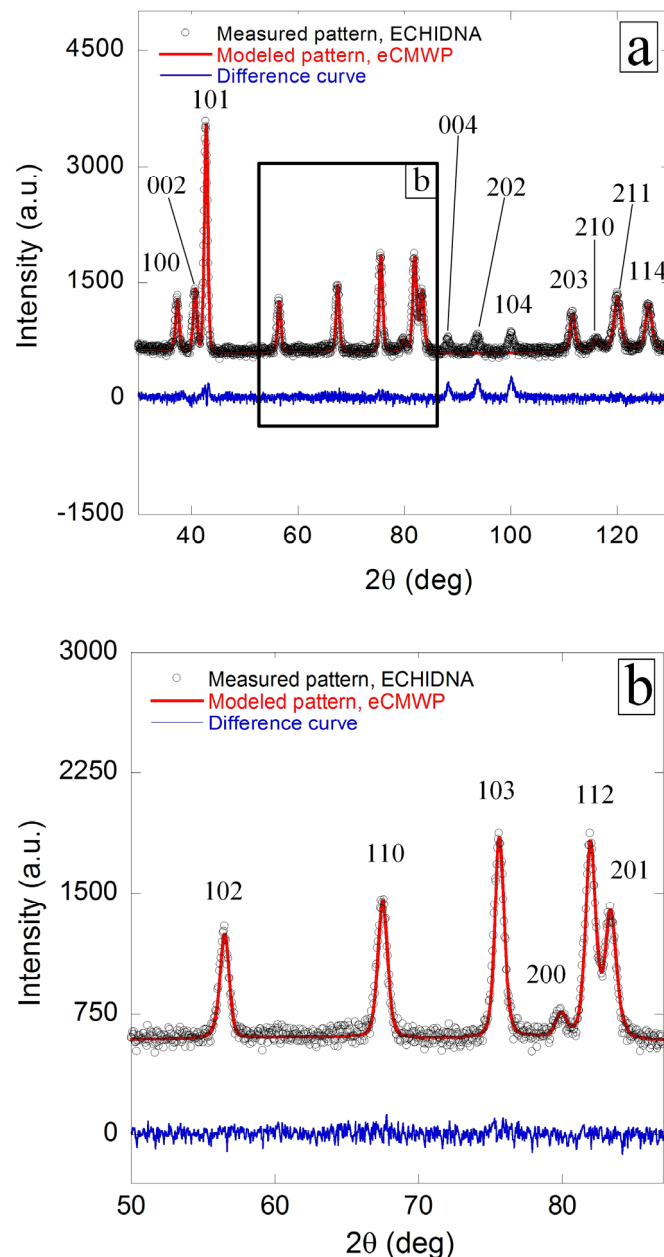 4500
3000
1500
0
-1500
Intensity (a.u.)
Measured pattern, ECHIDNA
Modeled pattern, eCMWP
Difference curve
a
101
002
100
b
004
202
104
210
211
203
114
40
60
80
100
120
2θ (deg)
3000
2250
1500
750
0
Intensity (a.u.)
Measured pattern, ECHIDNA
Modeled pattern, eCMWP
Difference curve
b
103
112
110
201
102
200
50
60
70
80
2θ (deg)